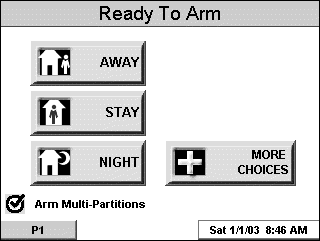 Ready To Arm
AWAY
STAY
NIGHT
MORE
CHOICES
Arm Multi-Partitions
P1
Sat 1/1/03 8:46 AM